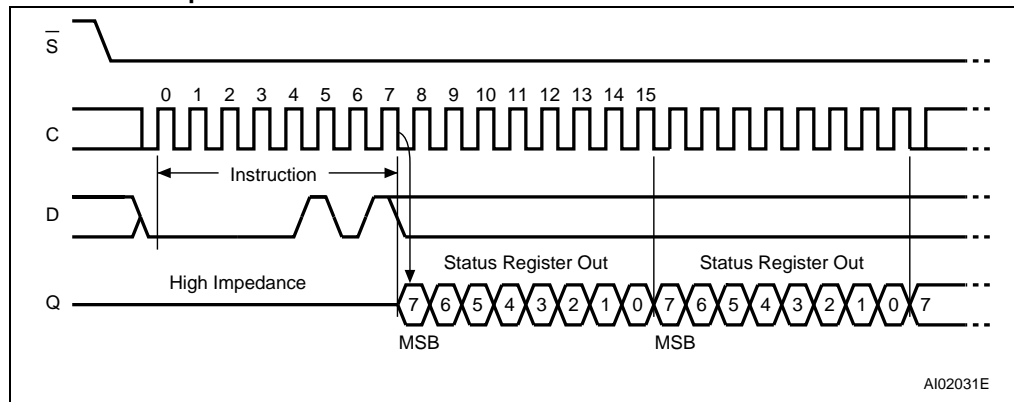 S
0 1 2 3 4 5 6 7 8 9 10 11 12 13 14 15
C
Instruction
D
Status Register Out Status Register Out
High Impedance
Q 7 6 5 4 3 2 1 0 7 6 5 4 3 2 1 0 7
MSB MSB
AI02031E